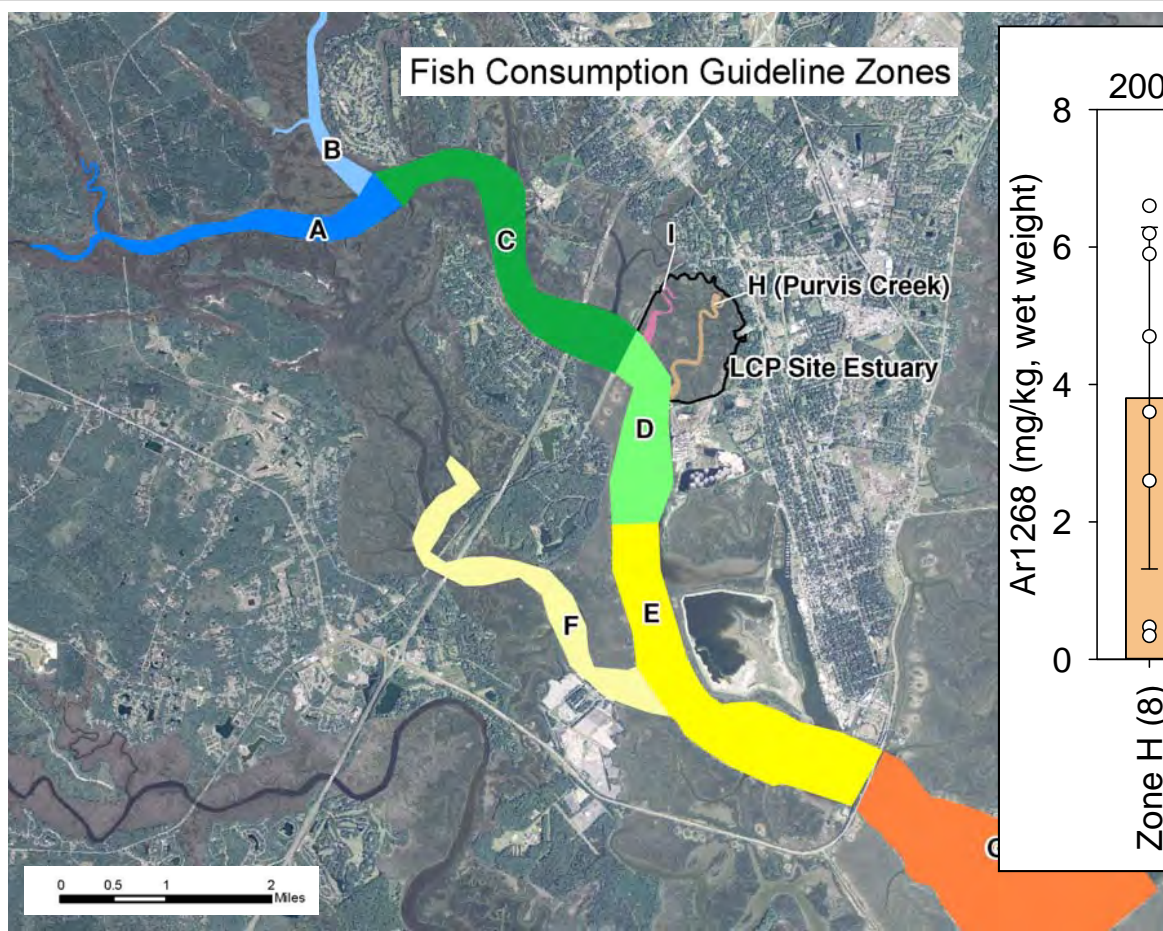 Fish Consumption Guideline Zones
B
A
C
I
H (Purvis Creek)
LCP Site Estuary
D
E
F
G
0 0.5 1 2
Miles
200
8
6
4
2
0
Ar1268 (mg/kg, wet weight)
Zone H (8)